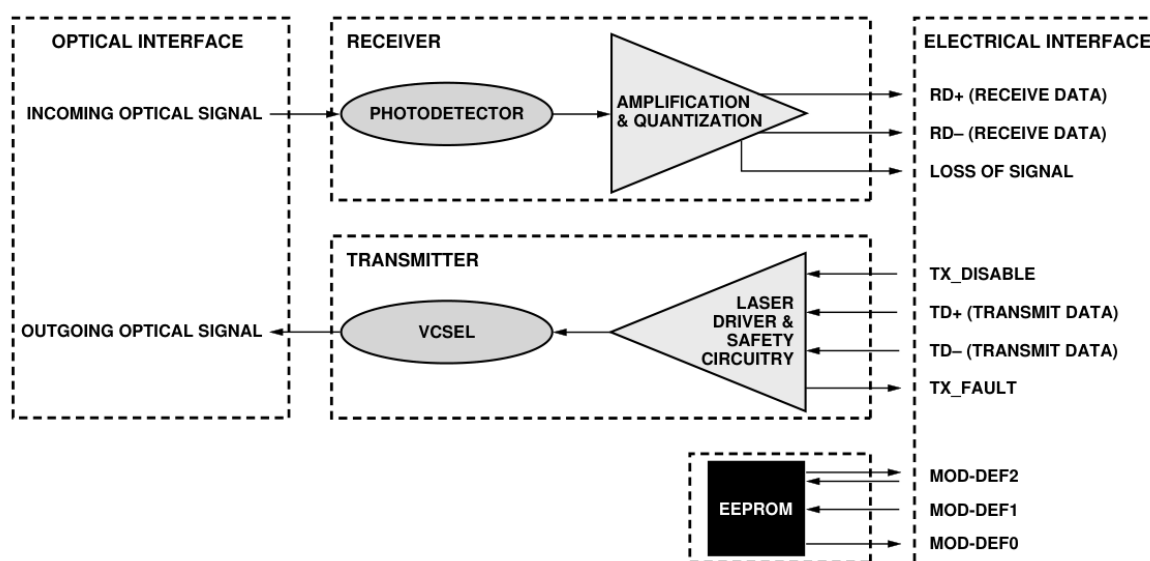 OPTICAL INTERFACE
INCOMING OPTICAL SIGNAL
OUTGOING OPTICAL SIGNAL
RECEIVER
PHOTODETECTOR
AMPLIFICATION
& QUANTIZATION
TRANSMITTER
VCSEL
LASER
DRIVER &
SAFETY
CIRCUITRY
EEPROM
ELECTRICAL INTERFACE
RD+ (RECEIVE DATA)
RD– (RECEIVE DATA)
LOSS OF SIGNAL
TX_DISABLE
TD+ (TRANSMIT DATA)
TD– (TRANSMIT DATA)
TX_FAULT
MOD-DEF2
MOD-DEF1
MOD-DEF0